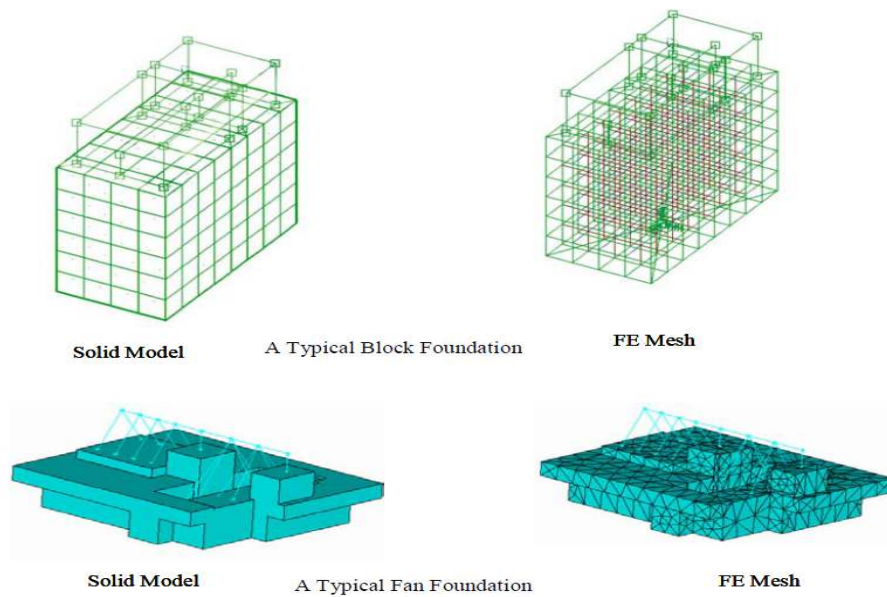 Solid Model
A Typical Block Foundation
FE Mesh
Solid Model
A Typical Fan Foundation
FE Mesh